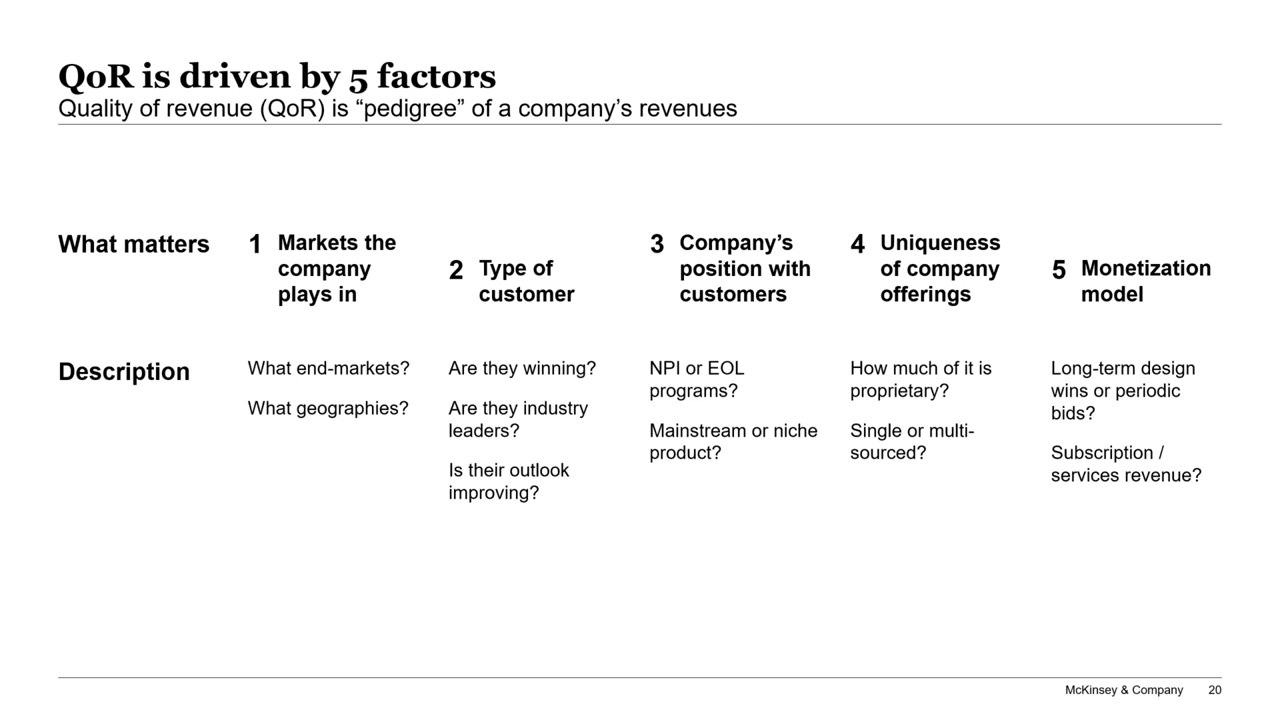 QoR is driven by 5 factors
Quality of revenue (QoR) is “pedigree” of a company’s revenues
What matters
1 Markets the
company
plays in
2 Type of
customer
3 Company’s
position with
customers
4 Uniqueness
of company
offerings
5 Monetization
model
Description
What end-markets?
What geographies?
Are they winning?
Are they industry
leaders?
Is their outlook
improving?
NPI or EOL
programs?
Mainstream or niche
product?
How much of it is
proprietary?
Single or multi-
sourced?
Long-term design
wins or periodic
bids?
Subscription /
services revenue?
McKinsey & Company 20